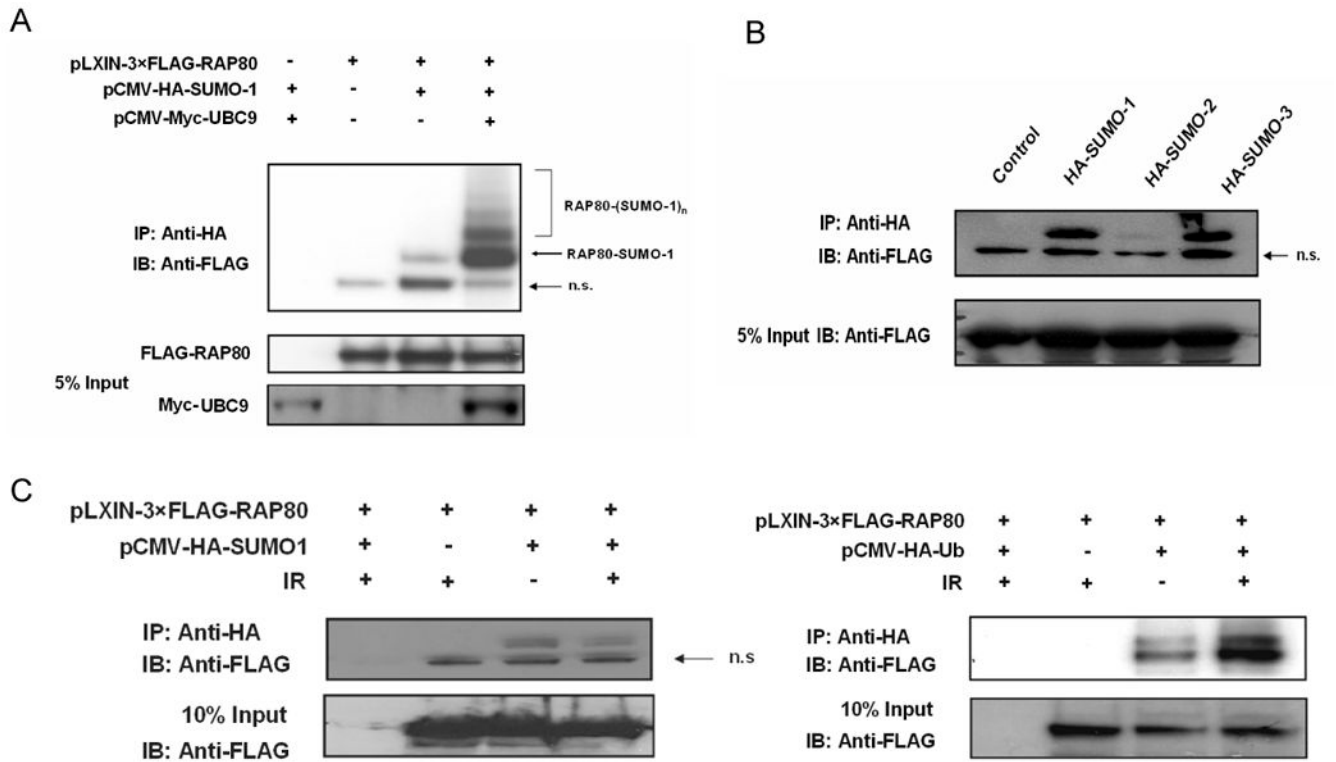 A
pLXIN-3×FLAG-RAP80 - + + +
pCMV-HA-SUMO-1 + - + +
pCMV-Myc-UBC9 + - - +
IP: Anti-HA
IB: Anti-FLAG
RAP80-(SUMO-1)n
RAP80-SUMO-1
n.s.
FLAG-RAP80
5% Input
Myc-UBC9
B
Control HA-SUMO-1 HA-SUMO-2 HA-SUMO-3
IP: Anti-HA
IB: Anti-FLAG
n.s.
5% Input IB: Anti-FLAG
C
pLXIN-3×FLAG-RAP80 + + + +
pCMV-HA-SUMO1 + - + +
IR + + - +
IP: Anti-HA
IB: Anti-FLAG
n.s
10% Input
IB: Anti-FLAG
pLXIN-3×FLAG-RAP80 + + + +
pCMV-HA-Ub + - + +
IR + + - +
IP: Anti-HA
IB: Anti-FLAG
10% Input
IB: Anti-FLAG